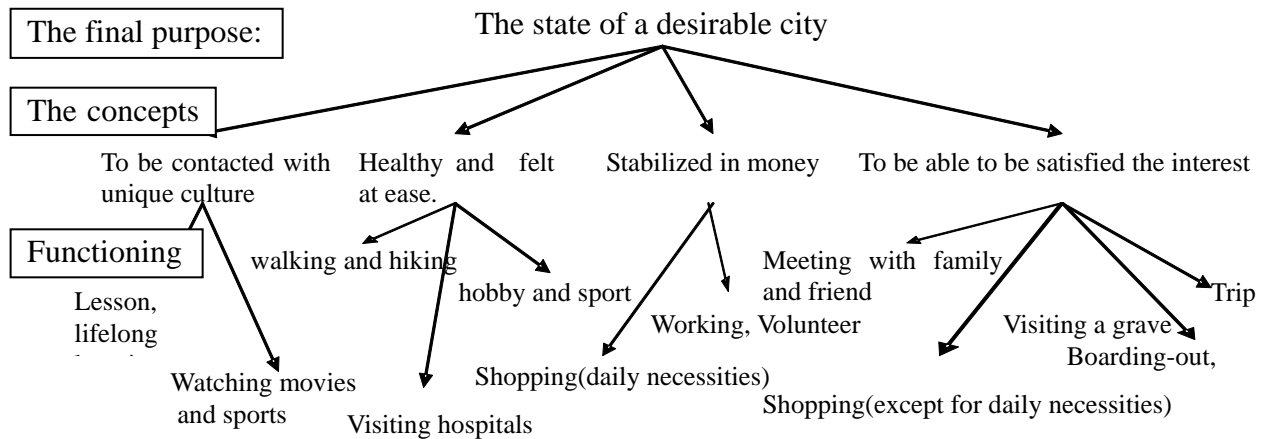 The final purpose:
The state of a desirable city
The concepts
To be contacted with
unique culture
Healthy and felt
at ease.
Stabilized in money
To be able to be satisfied the interest
Functioning
Lesson,
lifelong
walking and hiking
hobby and sport
Working, Volunteer
Meeting with family
and friend
Trip
Visiting a grave
Boarding-out,
Watching movies
and sports
Visiting hospitals
Shopping(daily necessities)
Shopping(except for daily necessities)